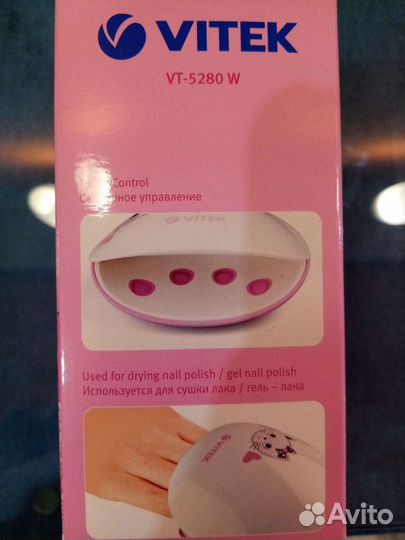 VITEK
VT-5280 W
Control
управление
VITEK
Used for drying nail polish / gel nail polish
Используется для сушки лака / гель – лака
VITEK
Avito